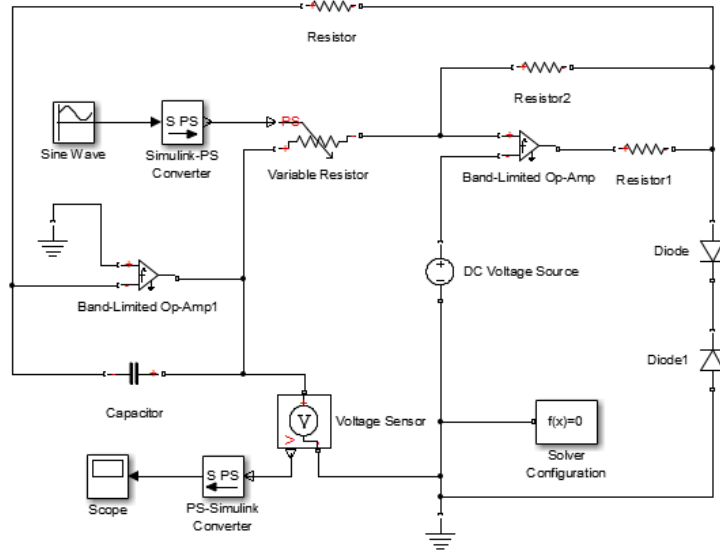 Resistor
Resistor2
S PS
PS
Sine Wave
Simulink-PS
Converter
Variable Resistor
Band-Limited Op-Amp
Resistor1
f
f
Diode
DC Voltage Source
Band-Limited Op-Amp1
Diode1
Capacitor
V
V
Voltage Sensor
f(x)=0
Solver
Configuration
S PS
Scope
PS-Simulink
Converter